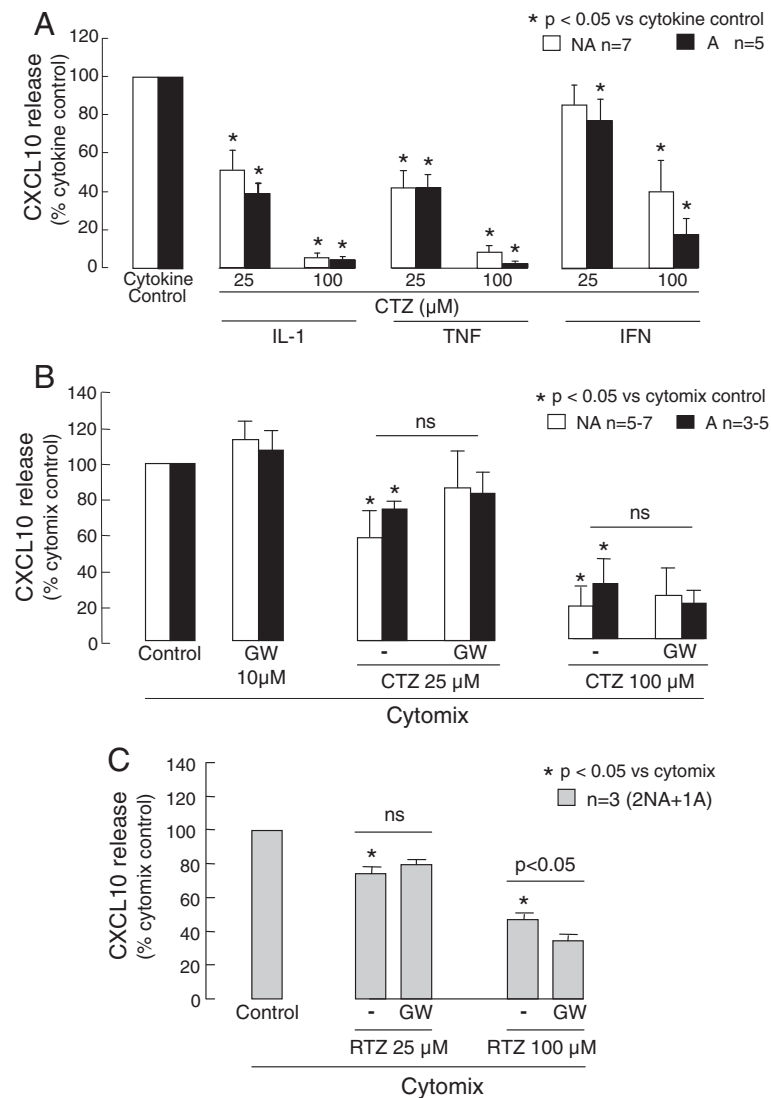 A
* p < 0.05 vs cytokine control
NA n=7 A n=5
CXCL10 release
(% cytokine control)
120
100
80
60
40
20
0
* * * * * * * * * * *
Cytokine
Control
25 100 25 100 25 100
CTZ (µM)
IL-1 TNF IFN
B
* p < 0.05 vs cytomix control
NA n=5-7 A n=3-5
CXCL10 release
(% cytomix control)
140
120
100
80
60
40
20
0
ns
* *
ns
* *
Control GW - GW - GW
10µM CTZ 25 µM CTZ 100 µM
Cytomix
C
* p < 0.05 vs cytomix
n=3 (2NA+1A)
CXCL10 release
(% cytomix control)
140
120
100
80
60
40
20
0
ns
*
p<0.05
*
Control - GW - GW
RTZ 25 µM RTZ 100 µM
Cytomix